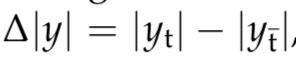 Δ|y| = |y_t| − |y_t̄|,